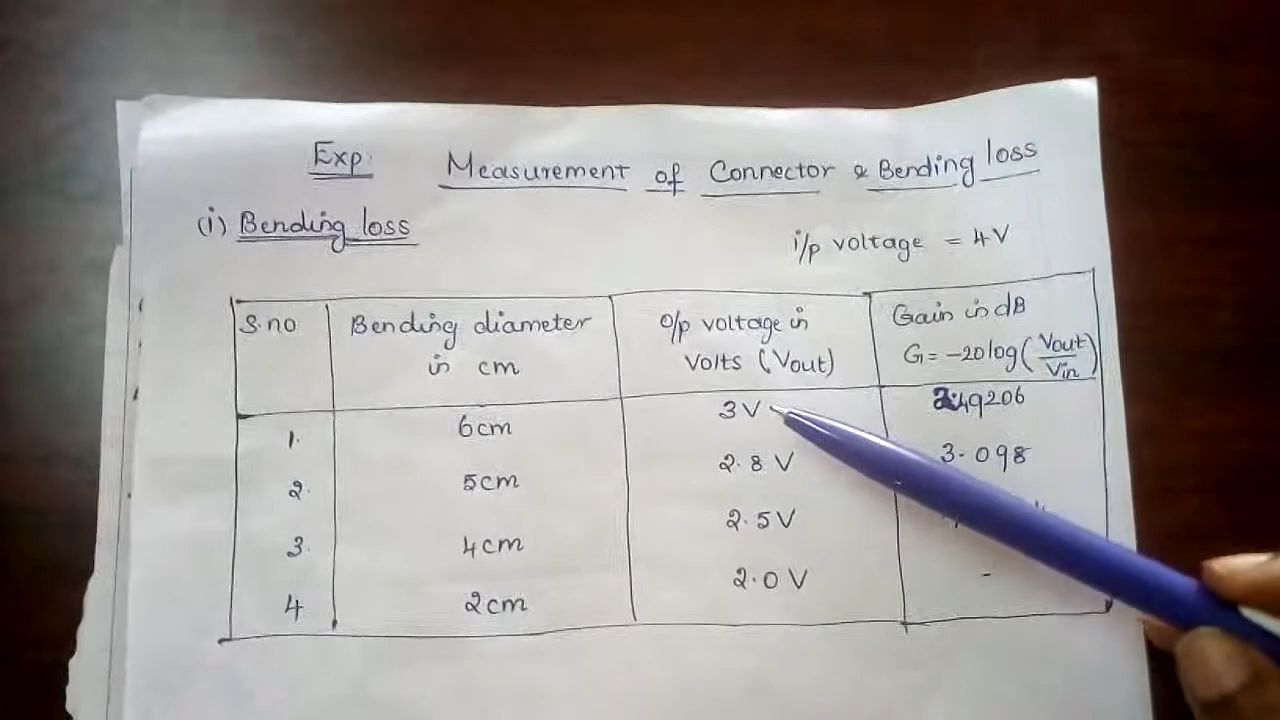 Exp: Measurement of Connector & Bending loss
(i) Bending loss
i/p voltage = 4V
S.no Bending diameter in cm o/p voltage in Volts (Vout) Gain in dB G = -20log(Vout/Vin)
1. 6cm 3V 2.49206
2. 5cm 2.8V 3.098
3. 4cm 2.5V
4 2cm 2.0V -